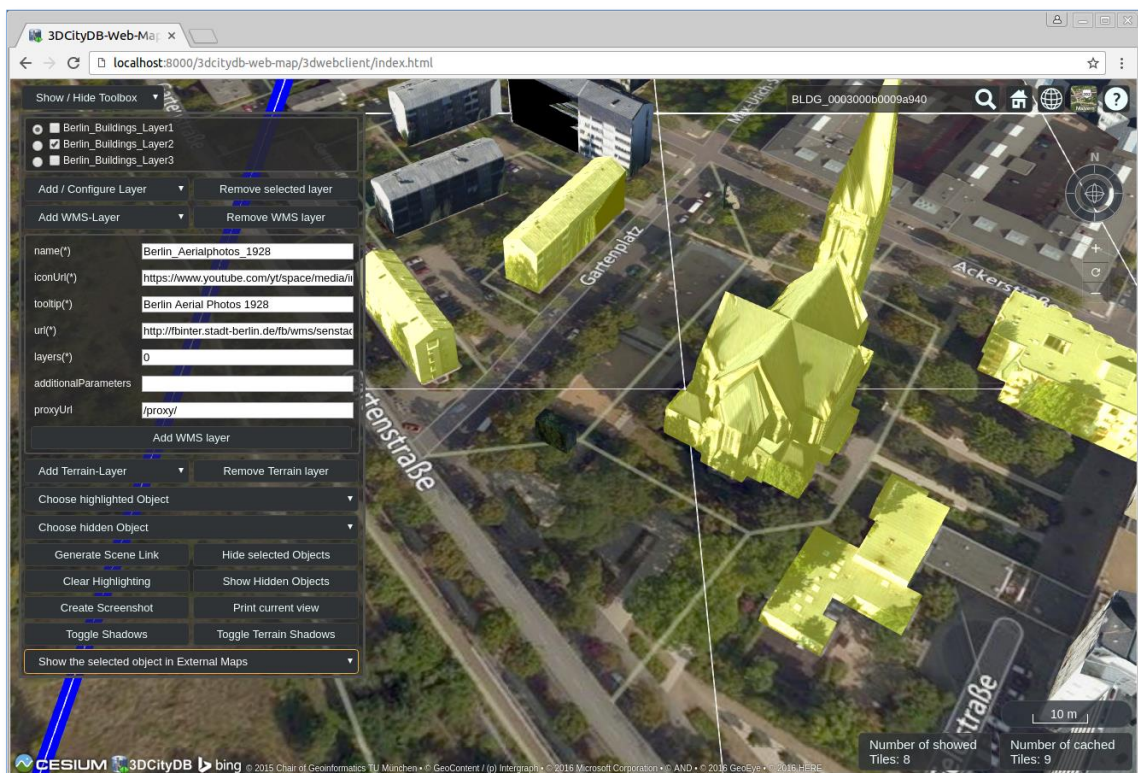 3DCityDB-Web-Map
localhost:8000/3dcitydb-web-map/3dwebclient/index.html
Show / Hide Toolbox
BLDG_0003000b0009a940
Berlin_Buildings_Layer1
Berlin_Buildings_Layer2
Berlin_Buildings_Layer3
Add / Configure Layer
Remove selected layer
Add WMS-Layer
Remove WMS layer
name(*)
Berlin_Aerialphotos_1928
iconUrl(*)
https://www.youtube.com/yt/space/media/i
tooltip(*)
Berlin Aerial Photos 1928
url(*)
http://fbinter.stadt-berlin.de/fb/wms/senstad
layers(*)
0
additionalParameters
proxyUrl
/proxy/
Add WMS layer
Add Terrain-Layer
Remove Terrain layer
Choose highlighted Object
Choose hidden Object
Generate Scene Link
Hide selected Objects
Clear Highlighting
Show Hidden Objects
Create Screenshot
Print current view
Toggle Shadows
Toggle Terrain Shadows
Show the selected object in External Maps
N
Gartenplatz
Ackerstraße
rtenstraße
straße
10 m
Number of showed
Tiles: 8
Number of cached
Tiles: 9
CESIUM 3DCityDB bing © 2015 Chair of Geoinformatics TU München • © GeoContent / (p) Intergraph • © 2016 Microsoft Corporation • © AND • © 2016 GeoEye • © 2016 HERE